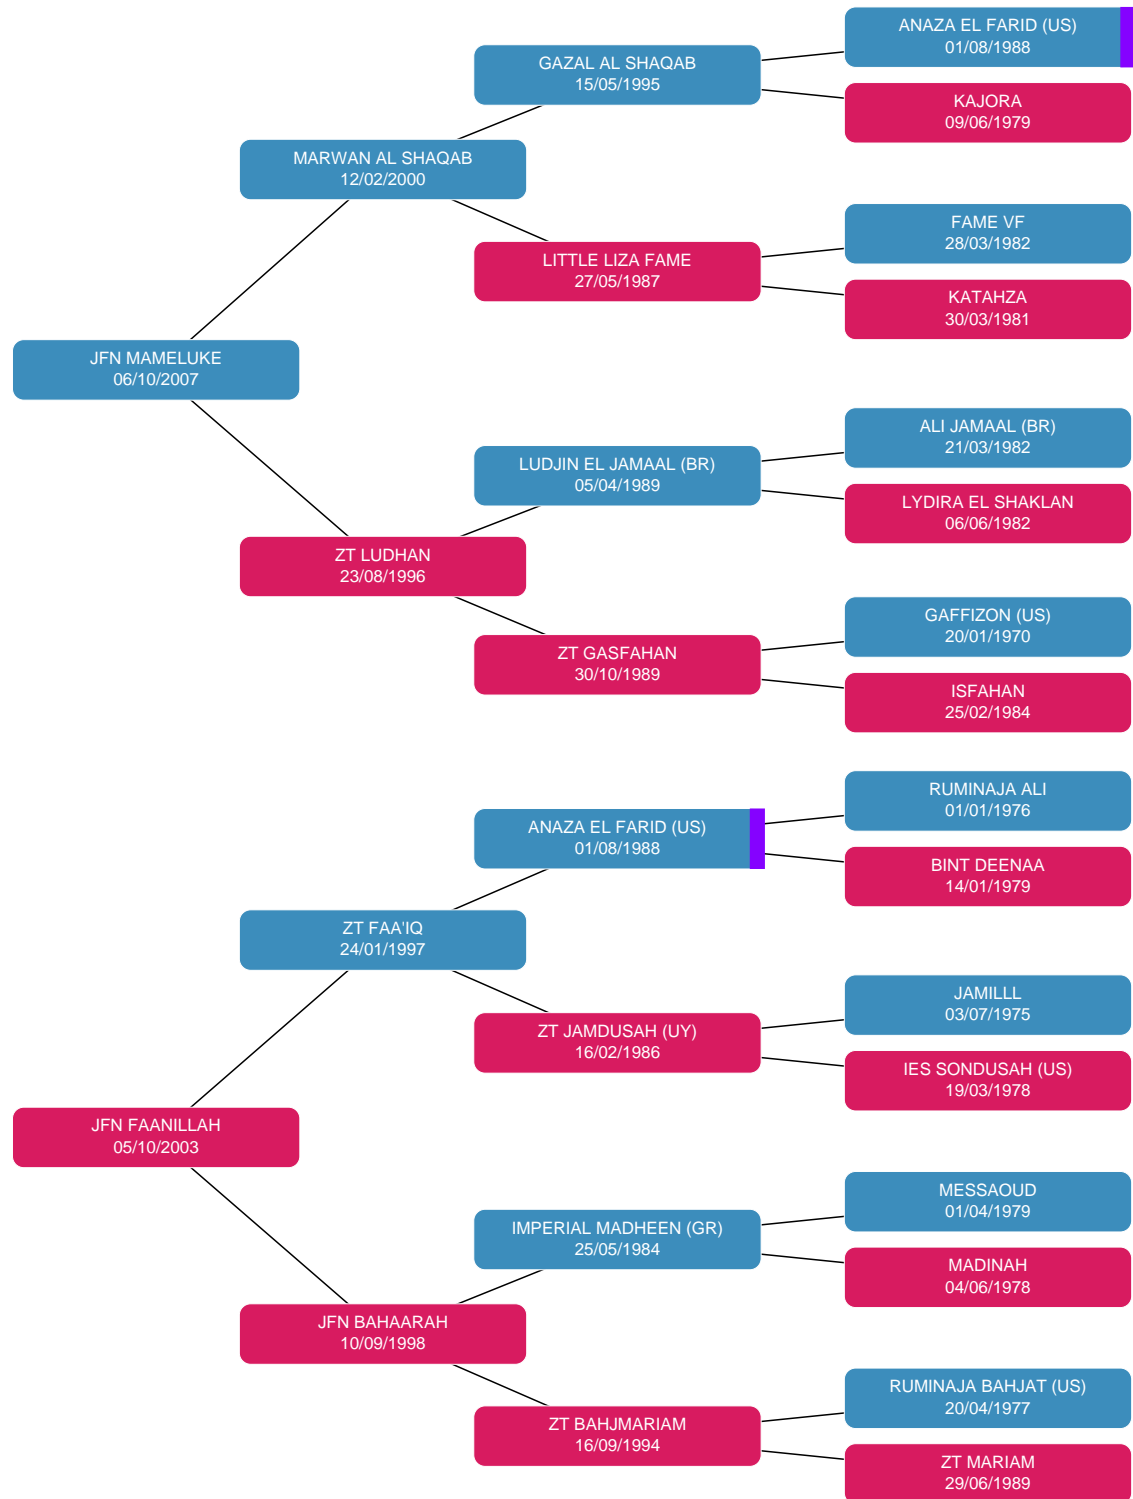 ANAZA EL FARID (US)
01/08/1988
GAZAL AL SHAQAB
15/05/1995
KAJORA
09/06/1979
MARWAN AL SHAQAB
12/02/2000
FAME VF
28/03/1982
LITTLE LIZA FAME
27/05/1987
KATAHZA
30/03/1981
JFN MAMELUKE
06/10/2007
ALI JAMAAL (BR)
21/03/1982
LUDJIN EL JAMAAL (BR)
05/04/1989
LYDIRA EL SHAKLAN
06/06/1982
ZT LUDHAN
23/08/1996
GAFFIZON (US)
20/01/1970
ZT GASFAHAN
30/10/1989
ISFAHAN
25/02/1984
RUMINAJA ALI
01/01/1976
ANAZA EL FARID (US)
01/08/1988
BINT DEENAA
14/01/1979
ZT FAA'IQ
24/01/1997
JAMILLL
03/07/1975
ZT JAMDUSAH (UY)
16/02/1986
IES SONDUSAH (US)
19/03/1978
JFN FAANILLAH
05/10/2003
MESSAOUD
01/04/1979
IMPERIAL MADHEEN (GR)
25/05/1984
MADINAH
04/06/1978
JFN BAHAARAH
10/09/1998
RUMINAJA BAHJAT (US)
20/04/1977
ZT BAHJMARIAM
16/09/1994
ZT MARIAM
29/06/1989